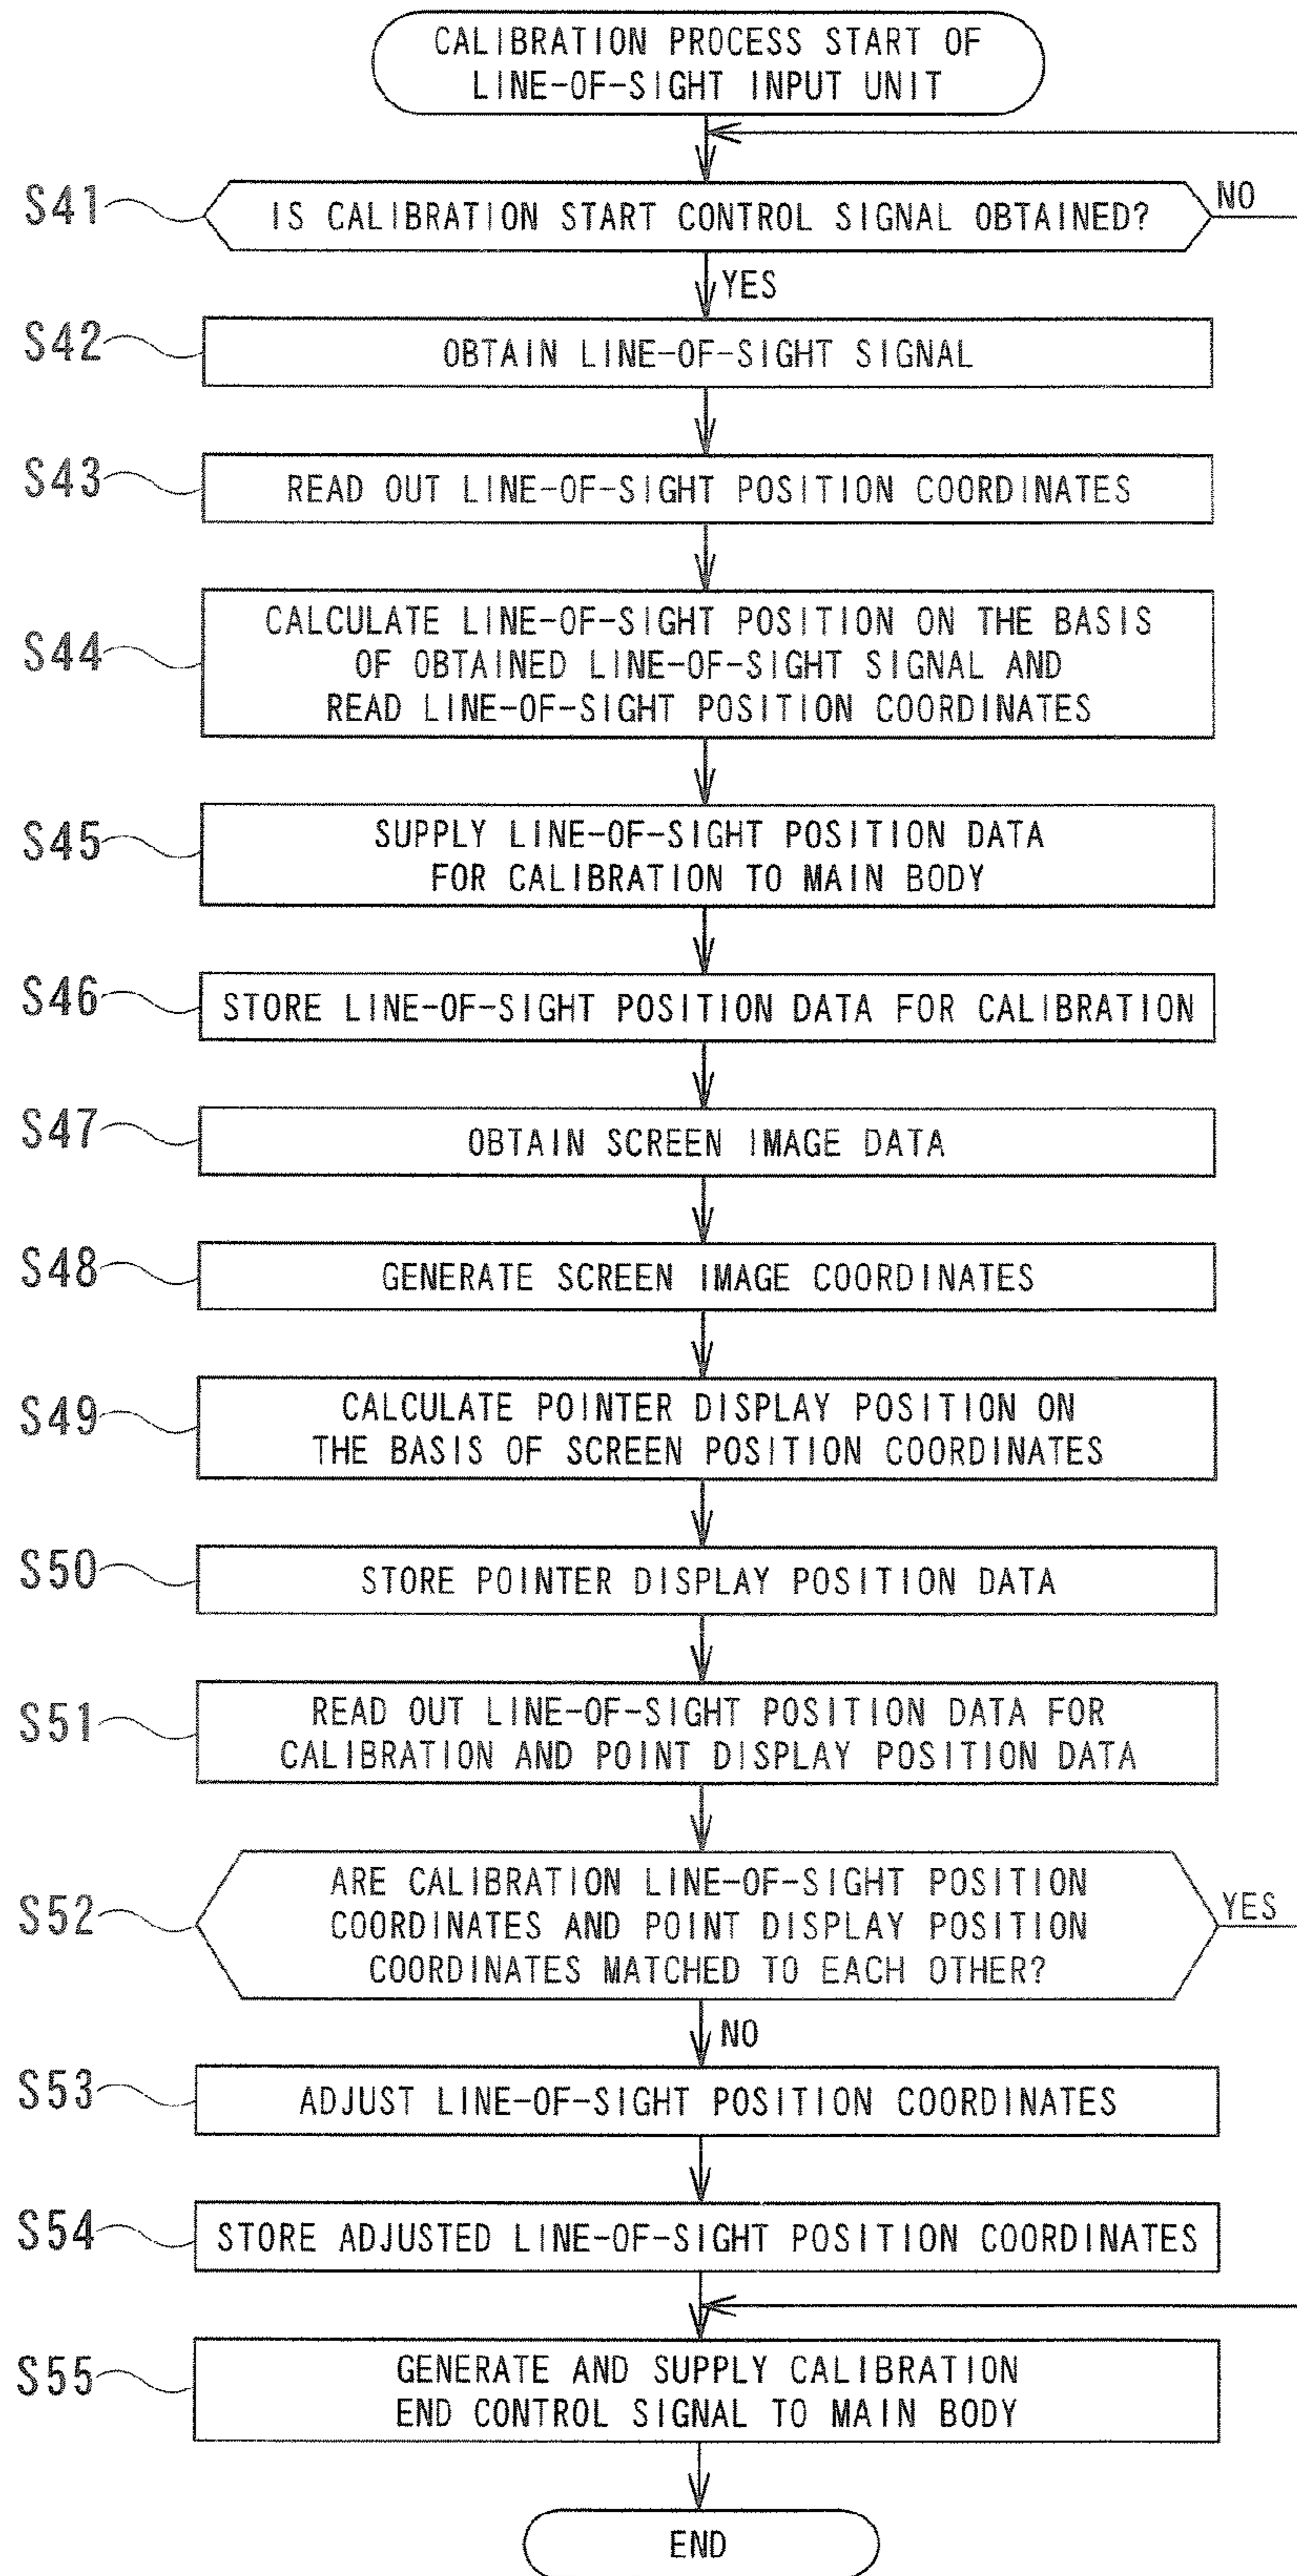 CALIBRATION PROCESS START OF
LINE-OF-SIGHT INPUT UNIT
S41
IS CALIBRATION START CONTROL SIGNAL OBTAINED?
NO
YES
S42
OBTAIN LINE-OF-SIGHT SIGNAL
S43
READ OUT LINE-OF-SIGHT POSITION COORDINATES
S44
CALCULATE LINE-OF-SIGHT POSITION ON THE BASIS
OF OBTAINED LINE-OF-SIGHT SIGNAL AND
READ LINE-OF-SIGHT POSITION COORDINATES
S45
SUPPLY LINE-OF-SIGHT POSITION DATA
FOR CALIBRATION TO MAIN BODY
S46
STORE LINE-OF-SIGHT POSITION DATA FOR CALIBRATION
S47
OBTAIN SCREEN IMAGE DATA
S48
GENERATE SCREEN IMAGE COORDINATES
S49
CALCULATE POINTER DISPLAY POSITION ON
THE BASIS OF SCREEN POSITION COORDINATES
S50
STORE POINTER DISPLAY POSITION DATA
S51
READ OUT LINE-OF-SIGHT POSITION DATA FOR
CALIBRATION AND POINT DISPLAY POSITION DATA
S52
ARE CALIBRATION LINE-OF-SIGHT POSITION
COORDINATES AND POINT DISPLAY POSITION
COORDINATES MATCHED TO EACH OTHER?
YES
NO
S53
ADJUST LINE-OF-SIGHT POSITION COORDINATES
S54
STORE ADJUSTED LINE-OF-SIGHT POSITION COORDINATES
S55
GENERATE AND SUPPLY CALIBRATION
END CONTROL SIGNAL TO MAIN BODY
END